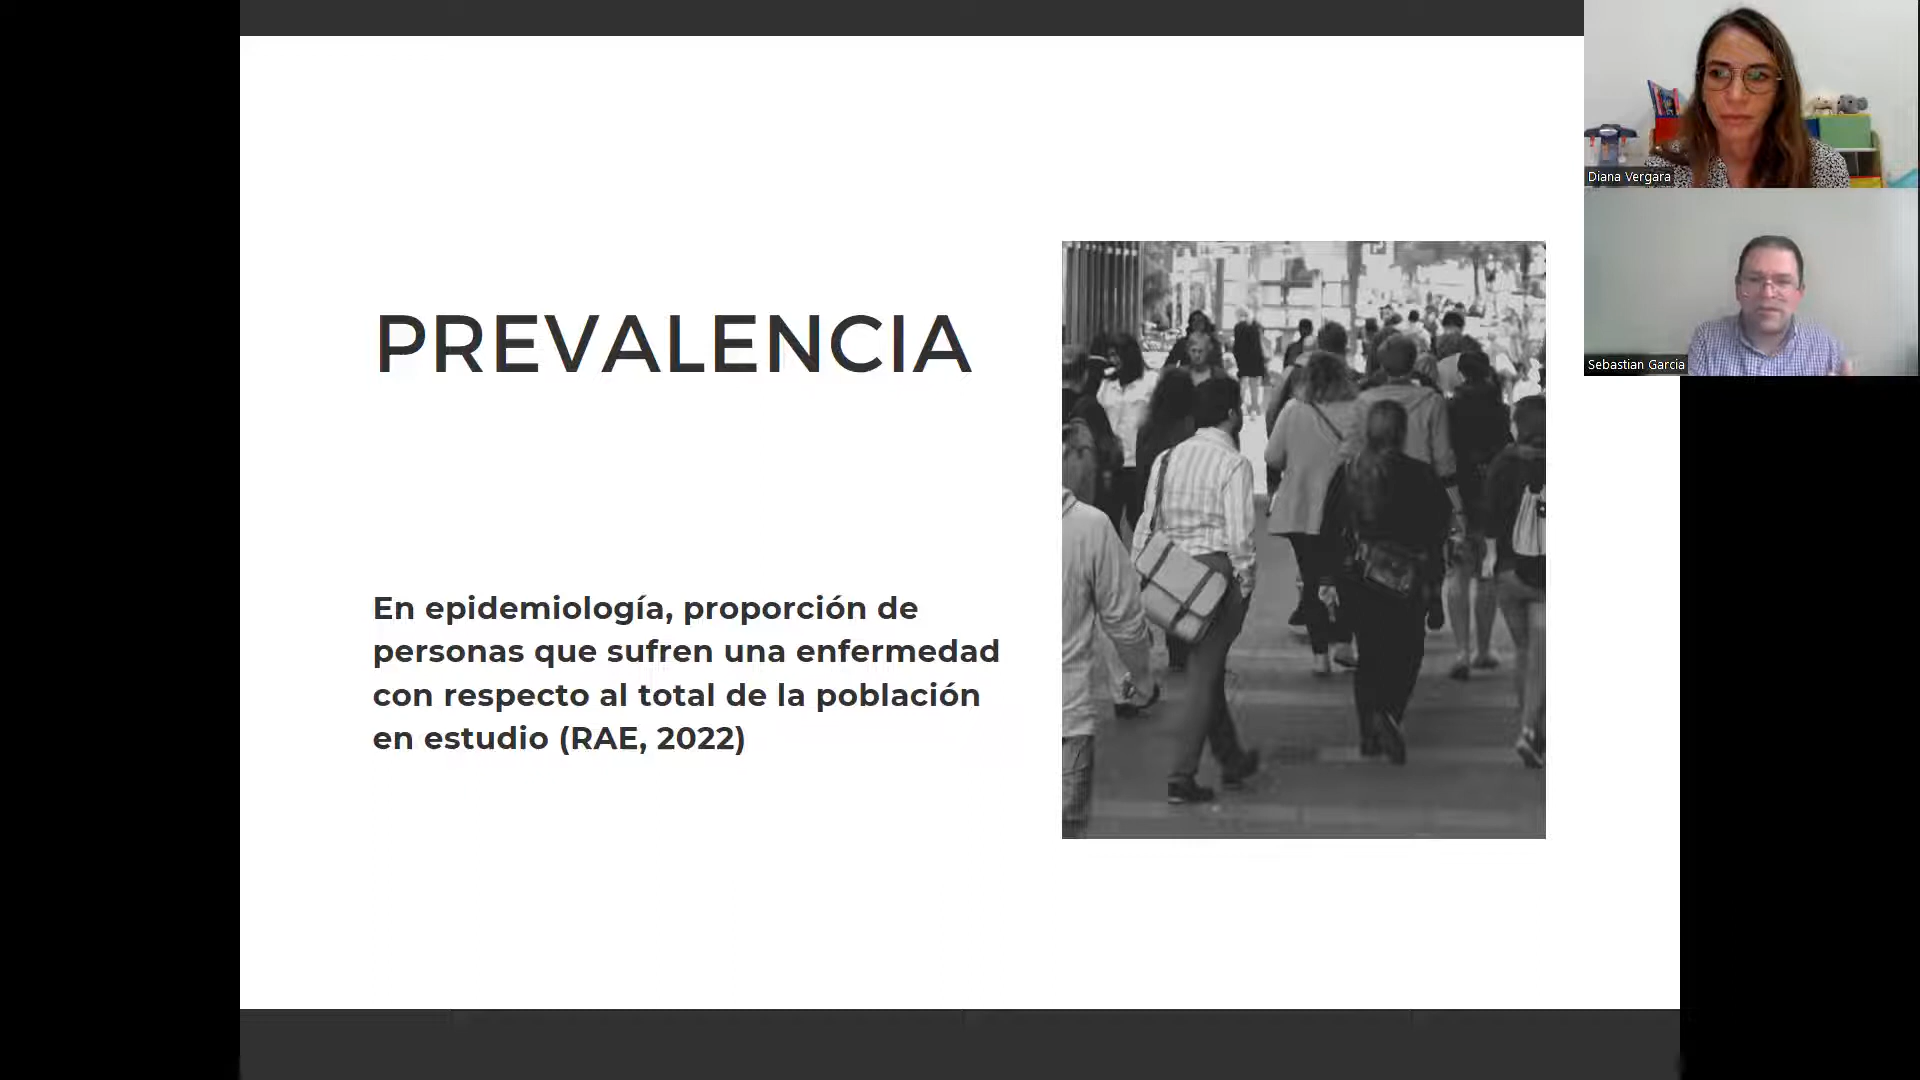 PREVALENCIA
En epidemiología, proporción de
personas que sufren una enfermedad
con respecto al total de la población
en estudio (RAE, 2022)
Diana Vergara
Sebastian Garcia